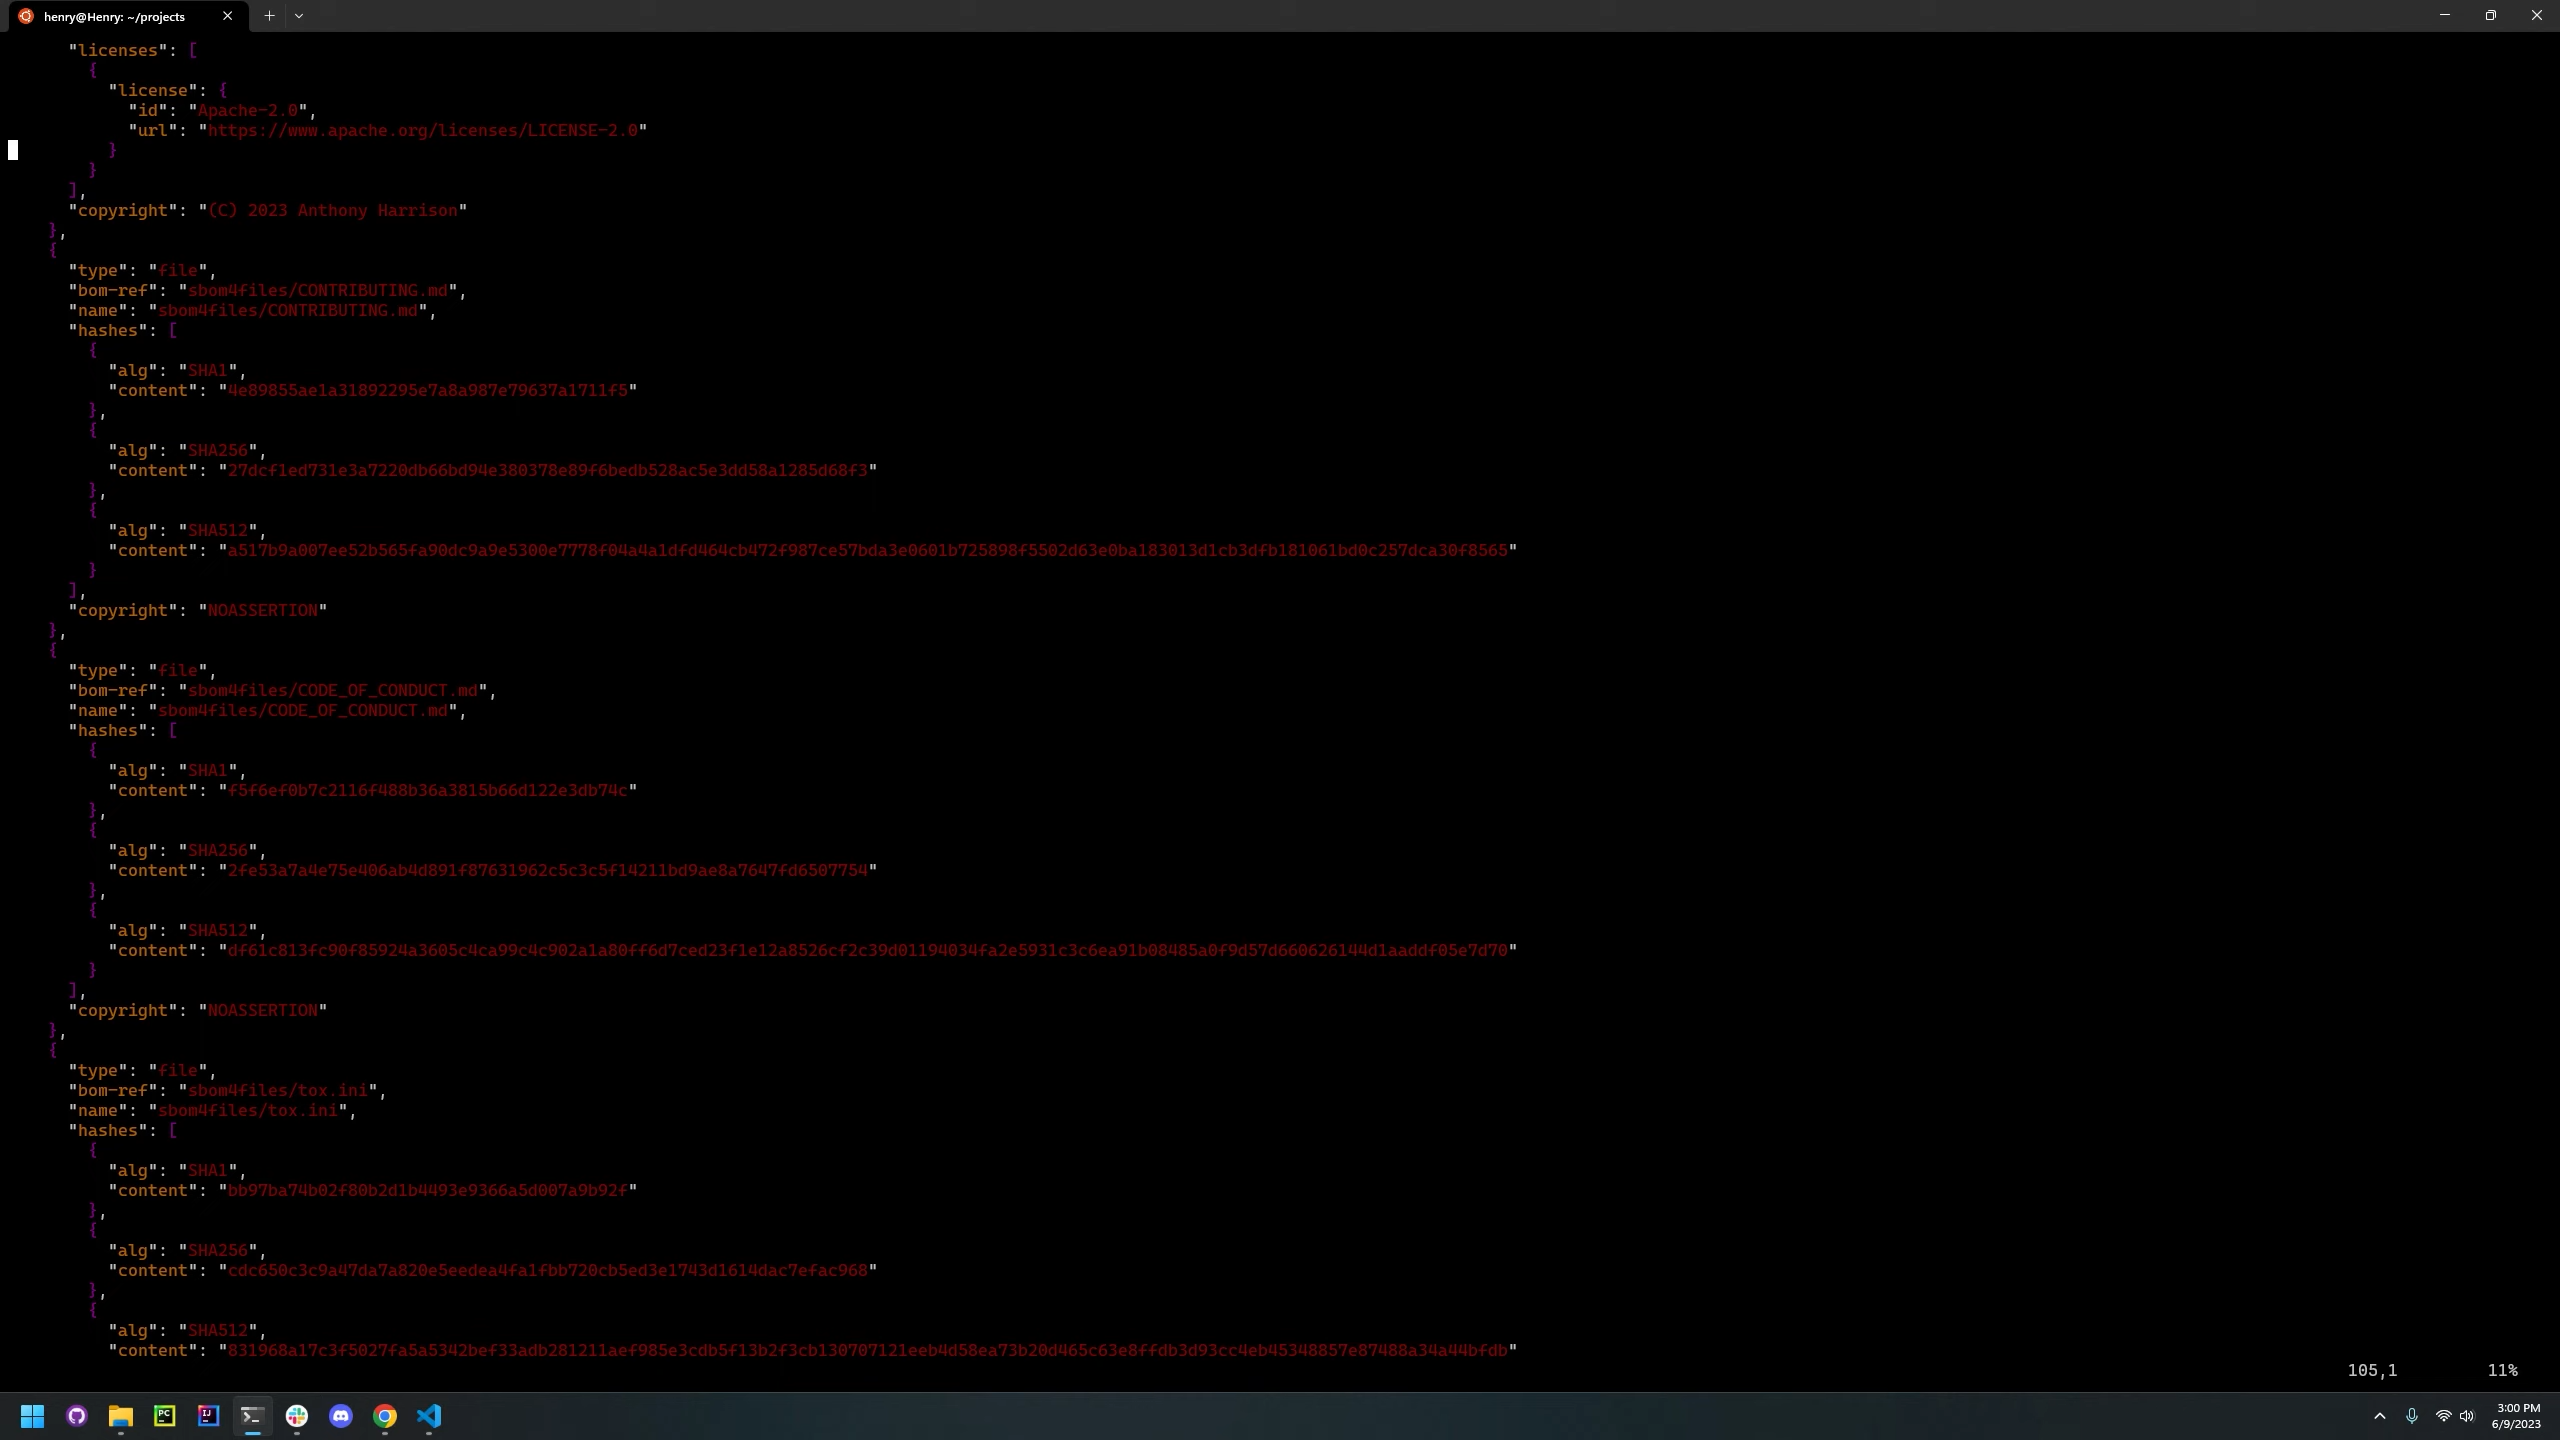 henry@Henry: ~/projects
"licenses": [
{
"license": {
"id": "Apache-2.0",
"url": "https://www.apache.org/licenses/LICENSE-2.0"
}
}
],
"copyright": "(C) 2023 Anthony Harrison"
},
{
"type": "file",
"bom-ref": "sbom4files/CONTRIBUTING.md",
"name": "sbom4files/CONTRIBUTING.md",
"hashes": [
{
"alg": "SHA1",
"content": "4e89855ae1a31892295e7a8a987e79637a1711f5"
},
{
"alg": "SHA256",
"content": "27dcf1ed731e3a7220db66bd94e380378e89f6bedb528ac5e3dd58a1285d68f3"
},
{
"alg": "SHA512",
"content": "a517b9a007ee52b565fa90dc9a9e5300e7778f04a4a1dfd464cb472f987ce57bda3e0601b725898f5502d63e0ba183013d1cb3dfb181061bd0c257dca30f8565"
}
],
"copyright": "NOASSERTION"
},
{
"type": "file",
"bom-ref": "sbom4files/CODE_OF_CONDUCT.md",
"name": "sbom4files/CODE_OF_CONDUCT.md",
"hashes": [
{
"alg": "SHA1",
"content": "f5f6ef0b7c2116f488b36a3815b66d122e3db74c"
},
{
"alg": "SHA256",
"content": "2fe53a7a4e75e406ab4d891f87631962c5c3c5f14211bd9ae8a7647fd6507754"
},
{
"alg": "SHA512",
"content": "df61c813fc90f85924a3605c4ca99c4c902a1a80ff6d7ced23f1e12a8526cf2c39d01194034fa2e5931c3c6ea91b08485a0f9d57d660626144d1aaddf05e7d70"
}
],
"copyright": "NOASSERTION"
},
{
"type": "file",
"bom-ref": "sbom4files/tox.ini",
"name": "sbom4files/tox.ini",
"hashes": [
{
"alg": "SHA1",
"content": "bb97ba74b02f80b2d1b4493e9366a5d007a9b92f"
},
{
"alg": "SHA256",
"content": "cdc650c3c9a47da7a820e5eedea4fa1fbb720cb5ed3e1743d1614dac7efac968"
},
{
"alg": "SHA512",
"content": "831968a17c3f5027fa5a5342bef33adb281211aef985e3cdb5f13b2f3cb130707121eeb4d58ea73b20d465c63e8ffdb3d93cc4eb45348857e87488a34a44bfdb"
105,1 11%
PC
IJ
3:00 PM
6/9/2023